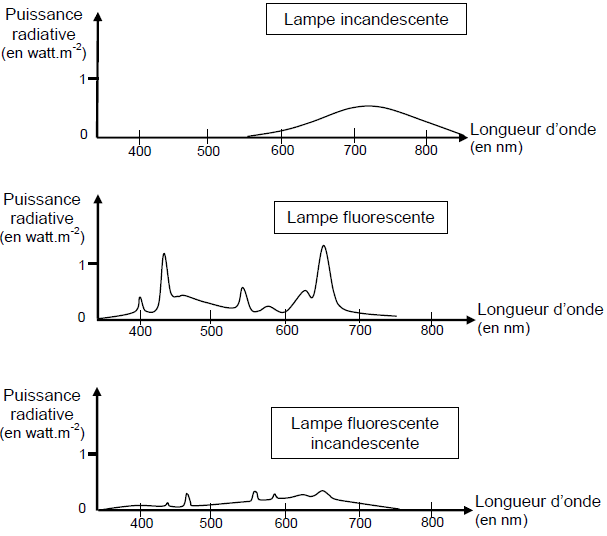 Puissance
radiative
(en watt.m-2)
Lampe incandescente
1
0
400 500 600 700 800
Longueur d'onde
(en nm)
Puissance
radiative
(en watt.m-2)
Lampe fluorescente
1
0
400 500 600 700 800
Longueur d'onde
(en nm)
Puissance
radiative
(en watt.m-2)
Lampe fluorescente
incandescente
1
0
400 500 600 700 800
Longueur d'onde
(en nm)